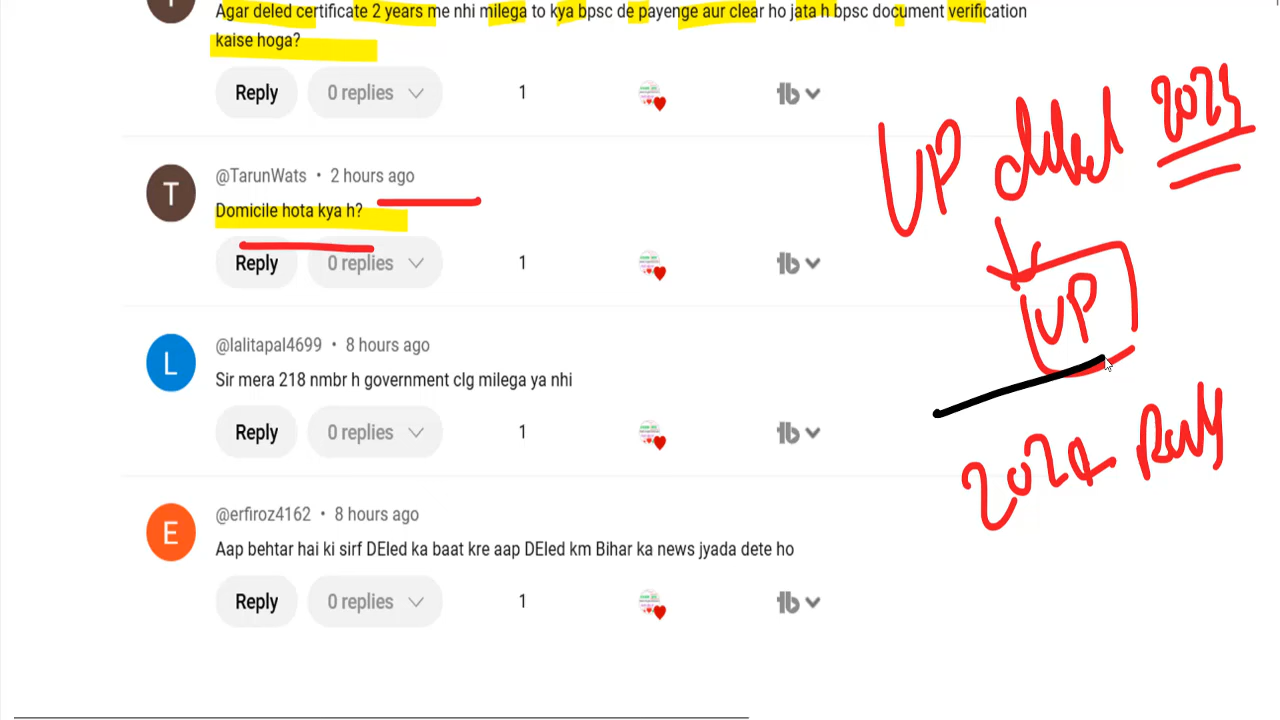 T
Agar deled certificate 2 years me nhi milega to kya bpsc de payenge aur clear ho jata h bpsc document verification
kaise hoga?
Reply
0 replies
1
T
@TarunWats • 2 hours ago
Domicile hota kya h?
Reply
0 replies
1
L
@lalitapal4699 • 8 hours ago
Sir mera 218 nmbr h government clg milega ya nhi
Reply
0 replies
1
E
@erfiroz4162 • 8 hours ago
Aap behtar hai ki sirf DEled ka baat kre aap DEled km Bihar ka news jyada dete ho
Reply
0 replies
1
UP deled 2023
UP
2024